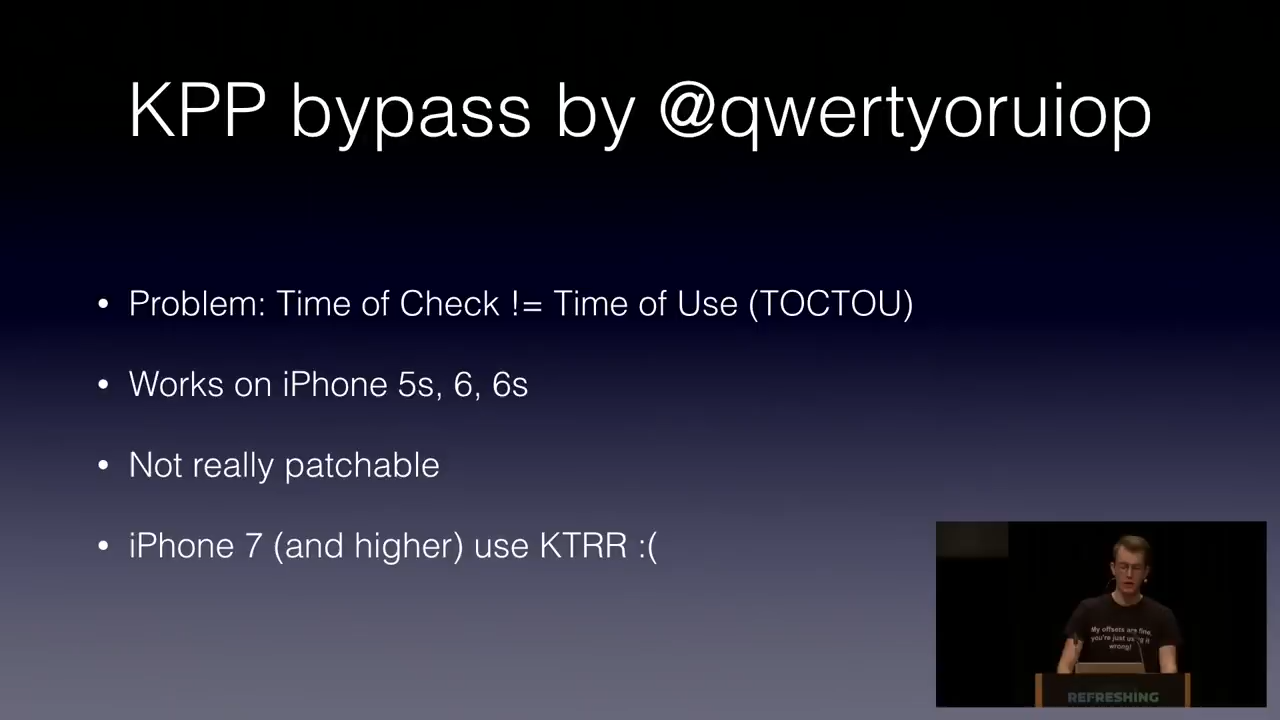 KPP bypass by @qwertyoruiop
• Problem: Time of Check != Time of Use (TOCTOU)
• Works on iPhone 5s, 6, 6s
• Not really patchable
• iPhone 7 (and higher) use KTRR :(
My offsets are fine,
you're just using it
wrong!
REFRESHING